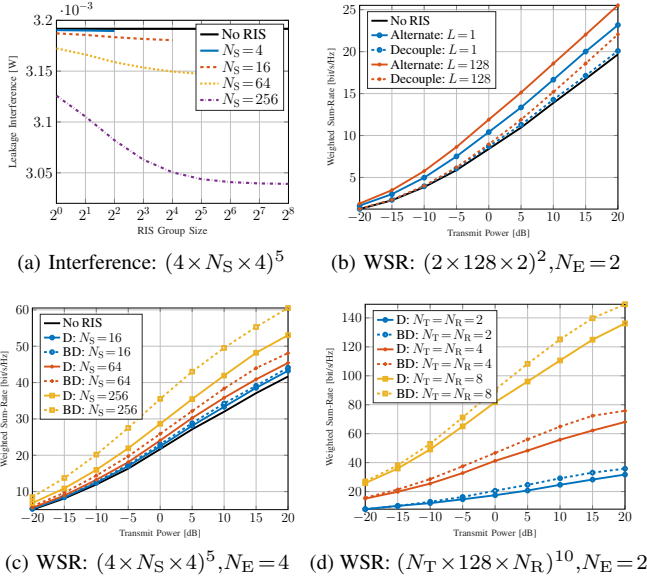 ×10⁻³
3.2
3.15
3.1
3.05
Leakage Interference [W]
No RIS
N_S=4
N_S=16
N_S=64
N_S=256
2⁰ 2¹ 2² 2³ 2⁴ 2⁵ 2⁶ 2⁷ 2⁸
RIS Group Size
(a) Interference: (4×N_S×4)⁵
25
20
15
10
5
Weighted Sum-Rate [bit/s/Hz]
No RIS
Alternate: L=1
Decouple: L=1
Alternate: L=128
Decouple: L=128
−20 −15 −10 −5 0 5 10 15 20
Transmit Power [dB]
(b) WSR: (2×128×2)²,N_E=2
60
50
40
30
20
10
Weighted Sum-Rate [bit/s/Hz]
No RIS
D: N_S=16
BD: N_S=16
D: N_S=64
BD: N_S=64
D: N_S=256
BD: N_S=256
−20 −15 −10 −5 0 5 10 15 20
Transmit Power [dB]
(c) WSR: (4×N_S×4)⁵,N_E=4
140
120
100
80
60
40
20
Weighted Sum-Rate [bit/s/Hz]
D: N_T=N_R=2
BD: N_T=N_R=2
D: N_T=N_R=4
BD: N_T=N_R=4
D: N_T=N_R=8
BD: N_T=N_R=8
−20 −15 −10 −5 0 5 10 15 20
Transmit Power [dB]
(d) WSR: (N_T×128×N_R)¹⁰,N_E=2